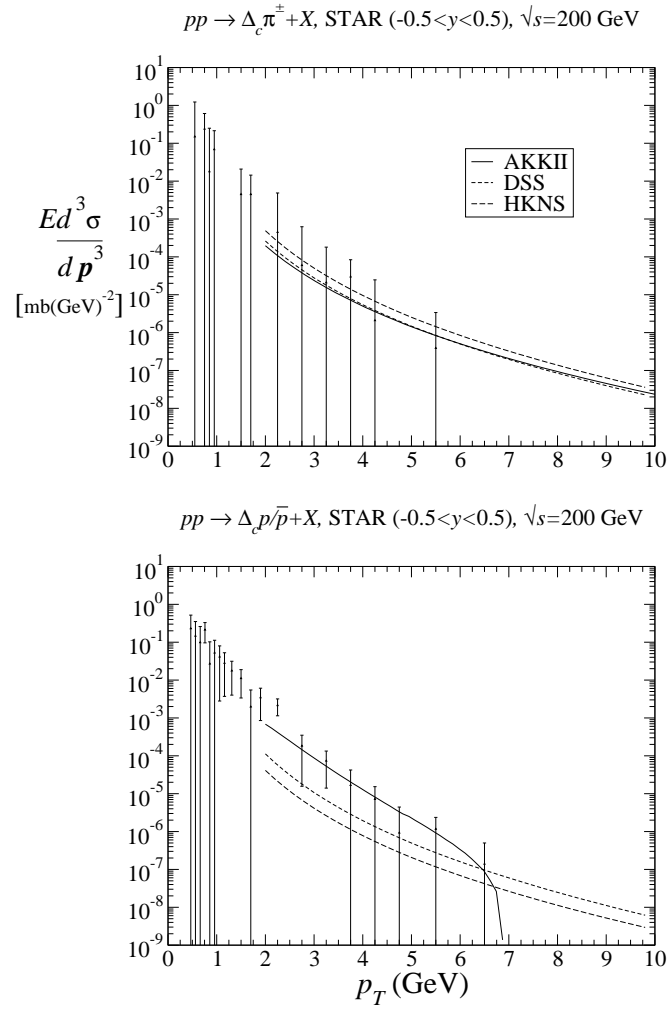 pp → Δ_c π^± + X, STAR (-0.5<y<0.5), √s=200 GeV
10^1
10^0
10^-1
10^-2
10^-3
10^-4
10^-5
10^-6
10^-7
10^-8
10^-9
Ed^3σ
dp^3
[mb(GeV)^-2]
AKKII
DSS
HKNS
0 1 2 3 4 5 6 7 8 9 10
pp → Δ_c p/p̅+X, STAR (-0.5<y<0.5), √s=200 GeV
10^1
10^0
10^-1
10^-2
10^-3
10^-4
10^-5
10^-6
10^-7
10^-8
10^-9
0 1 2 3 4 5 6 7 8 9 10
p_T (GeV)